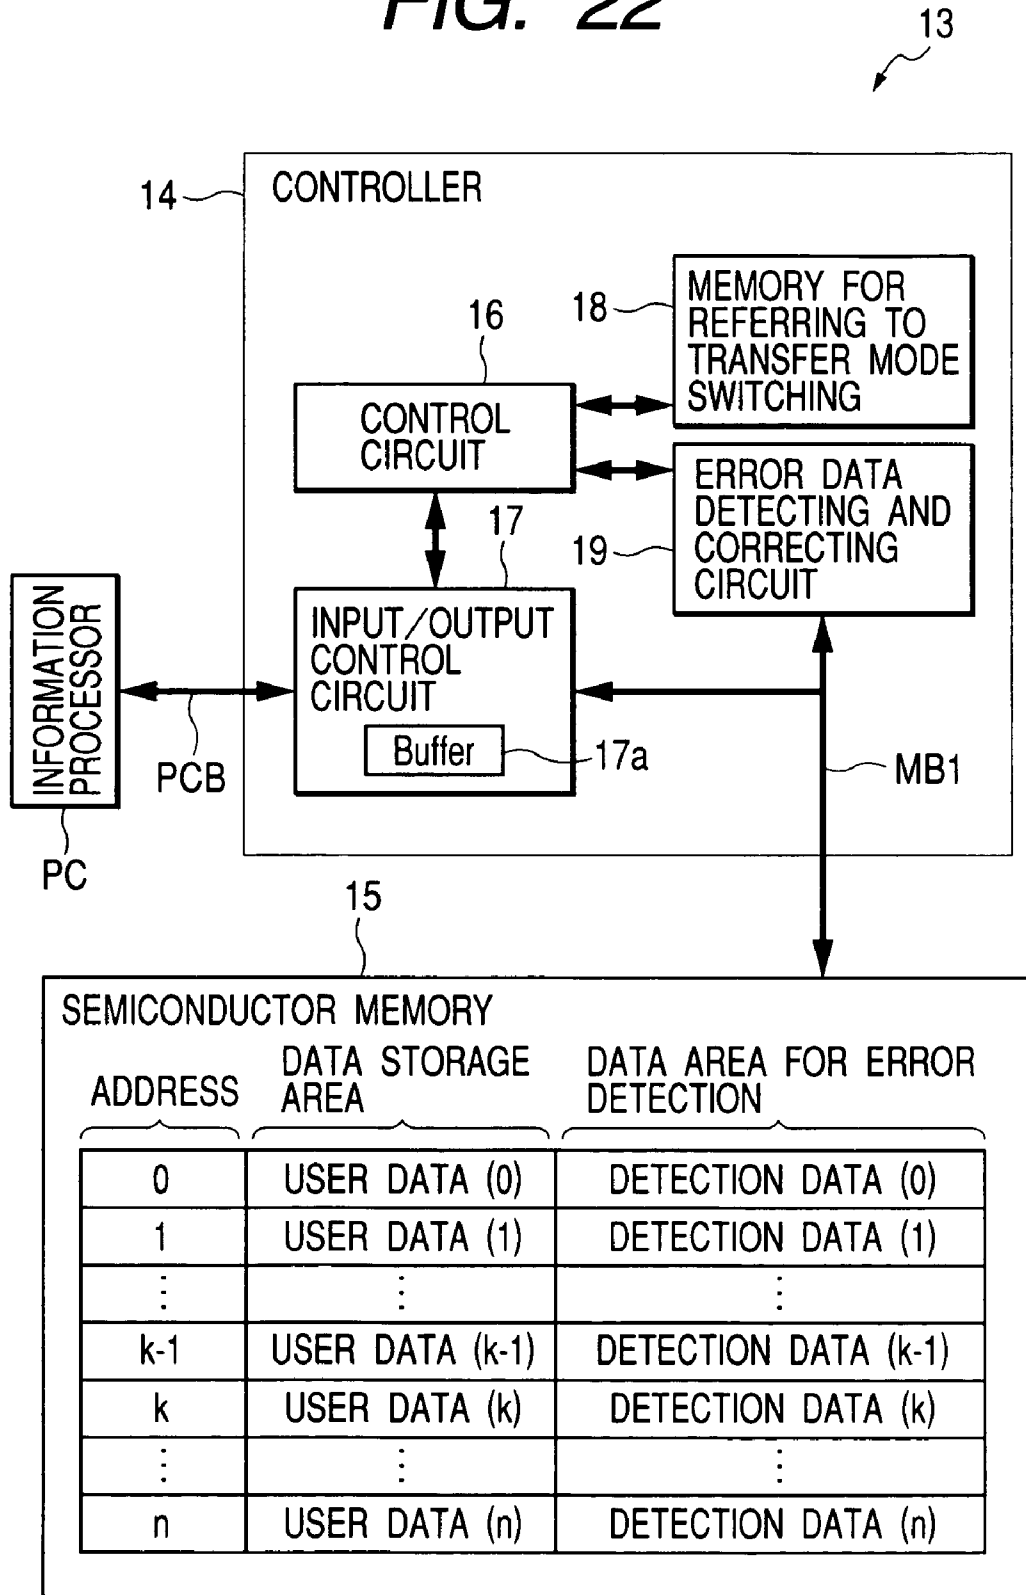 FIG. 22
13
14
CONTROLLER
16
18
MEMORY FOR
REFERRING TO
TRANSFER MODE
SWITCHING
CONTROL
CIRCUIT
17
19
ERROR DATA
DETECTING AND
CORRECTING
CIRCUIT
INFORMATION
PROCESSOR
INPUT/OUTPUT
CONTROL
CIRCUIT
Buffer
17a
PCB
MB1
PC
15
SEMICONDUCTOR MEMORY
ADDRESS
DATA STORAGE
AREA
DATA AREA FOR ERROR
DETECTION
0 USER DATA (0) DETECTION DATA (0)
1 USER DATA (1) DETECTION DATA (1)
⋮ ⋮ ⋮
k-1 USER DATA (k-1) DETECTION DATA (k-1)
k USER DATA (k) DETECTION DATA (k)
⋮ ⋮ ⋮
n USER DATA (n) DETECTION DATA (n)